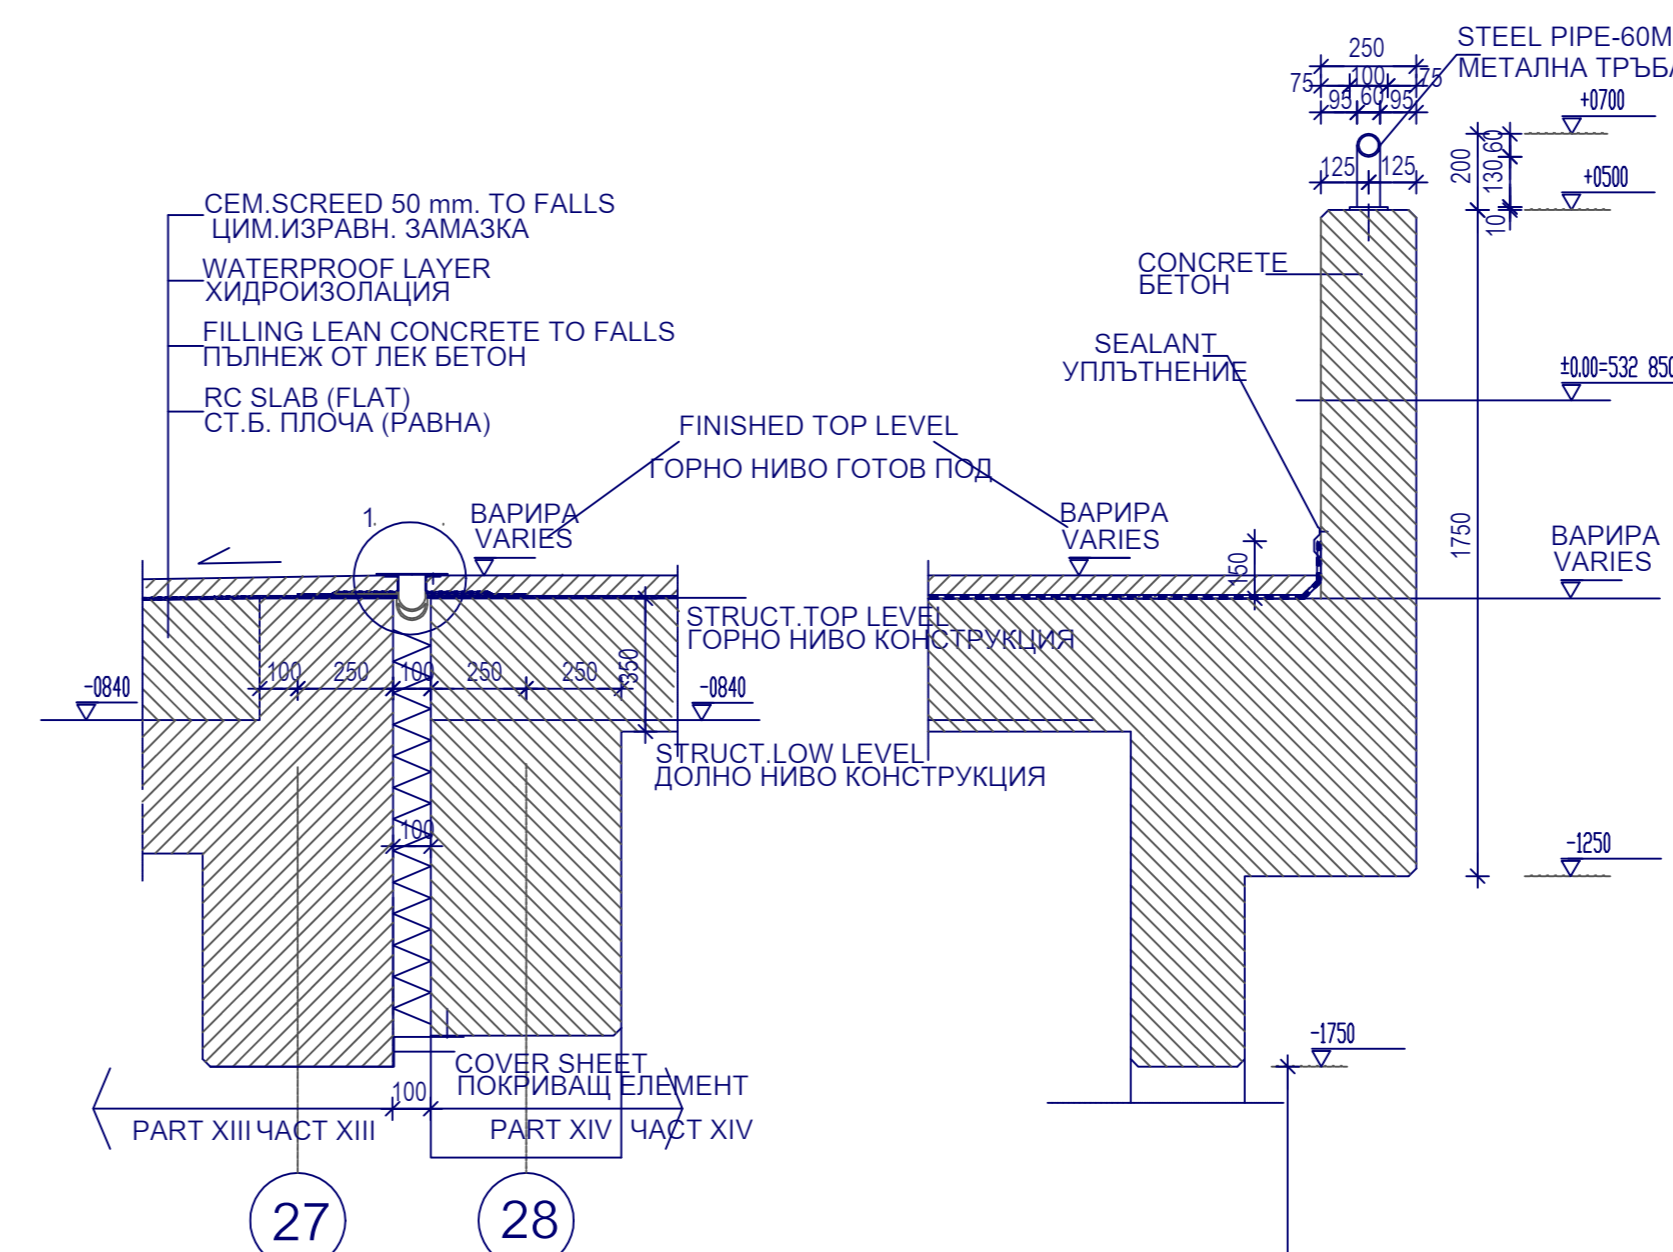 250
75
100
75
95
60
95
125
125
STEEL PIPE-60M
МЕТАЛНА ТРЪБА
+0700
+0500
200
130
60
10
CEM.SCREED 50 mm. TO FALLS
ЦИМ.ИЗРАВН. ЗАМАЗКА
WATERPROOF LAYER
ХИДРОИЗОЛАЦИЯ
FILLING LEAN CONCRETE TO FALLS
ПЪЛНЕЖ ОТ ЛЕК БЕТОН
RC SLAB (FLAT)
СТ.Б. ПЛОЧА (РАВНА)
CONCRETE
БЕТОН
SEALANT
УПЛЪТНЕНИЕ
±0.00=532 850
FINISHED TOP LEVEL
ГОРНО НИВО ГОТОВ ПОД
1.
ВАРИРА
VARIES
ВАРИРА
VARIES
150
1750
ВАРИРА
VARIES
STRUCT.TOP LEVEL
ГОРНО НИВО КОНСТРУКЦИЯ
100
250
100
250
250
350
-0840
-0840
STRUCT.LOW LEVEL
ДОЛНО НИВО КОНСТРУКЦИЯ
100
-1250
-1750
COVER SHEET
ПОКРИВАЩ ЕЛЕМЕНТ
100
PART XIII ЧАСТ XIII
PART XIV ЧАСТ XIV
27
28